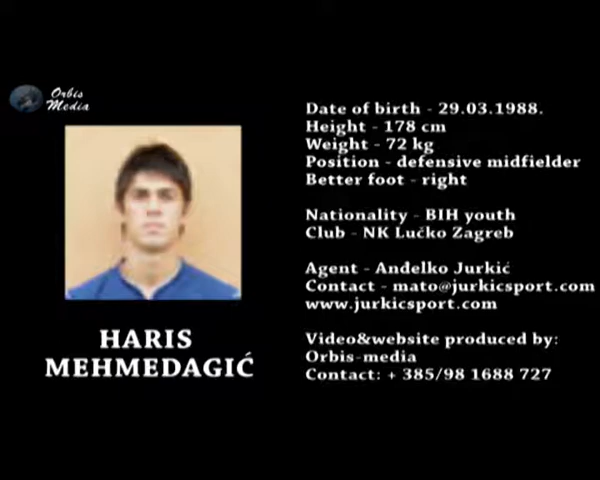 Orbis
Media
HARIS
MEHMEDAGIĆ
Date of birth - 29.03.1988.
Height - 178 cm
Weight - 72 kg
Position - defensive midfielder
Better foot - right
Nationality - BIH youth
Club - NK Lučko Zagreb
Agent - Anđelko Jurkić
Contact - mato@jurkicsport.com
www.jurkicsport.com
Video&website produced by:
Orbis-media
Contact: + 385/98 1688 727